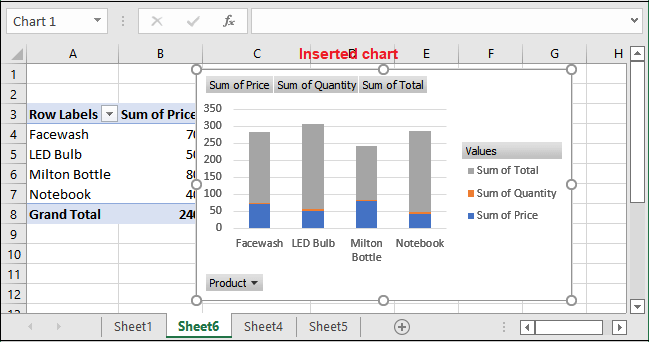 Chart 1
fx
A B C D E F G H
Inserted chart
1
2
3 Row Labels Sum of Price
4 Facewash 70
5 LED Bulb 50
6 Milton Bottle 80
7 Notebook 40
8 Grand Total 240
9
10
11
12
Sum of Price Sum of Quantity Sum of Total
350
300
250
200
150
100
50
0
Facewash LED Bulb Milton Notebook
Bottle
Values
Sum of Total
Sum of Quantity
Sum of Price
Product
Sheet1 Sheet6 Sheet4 Sheet5